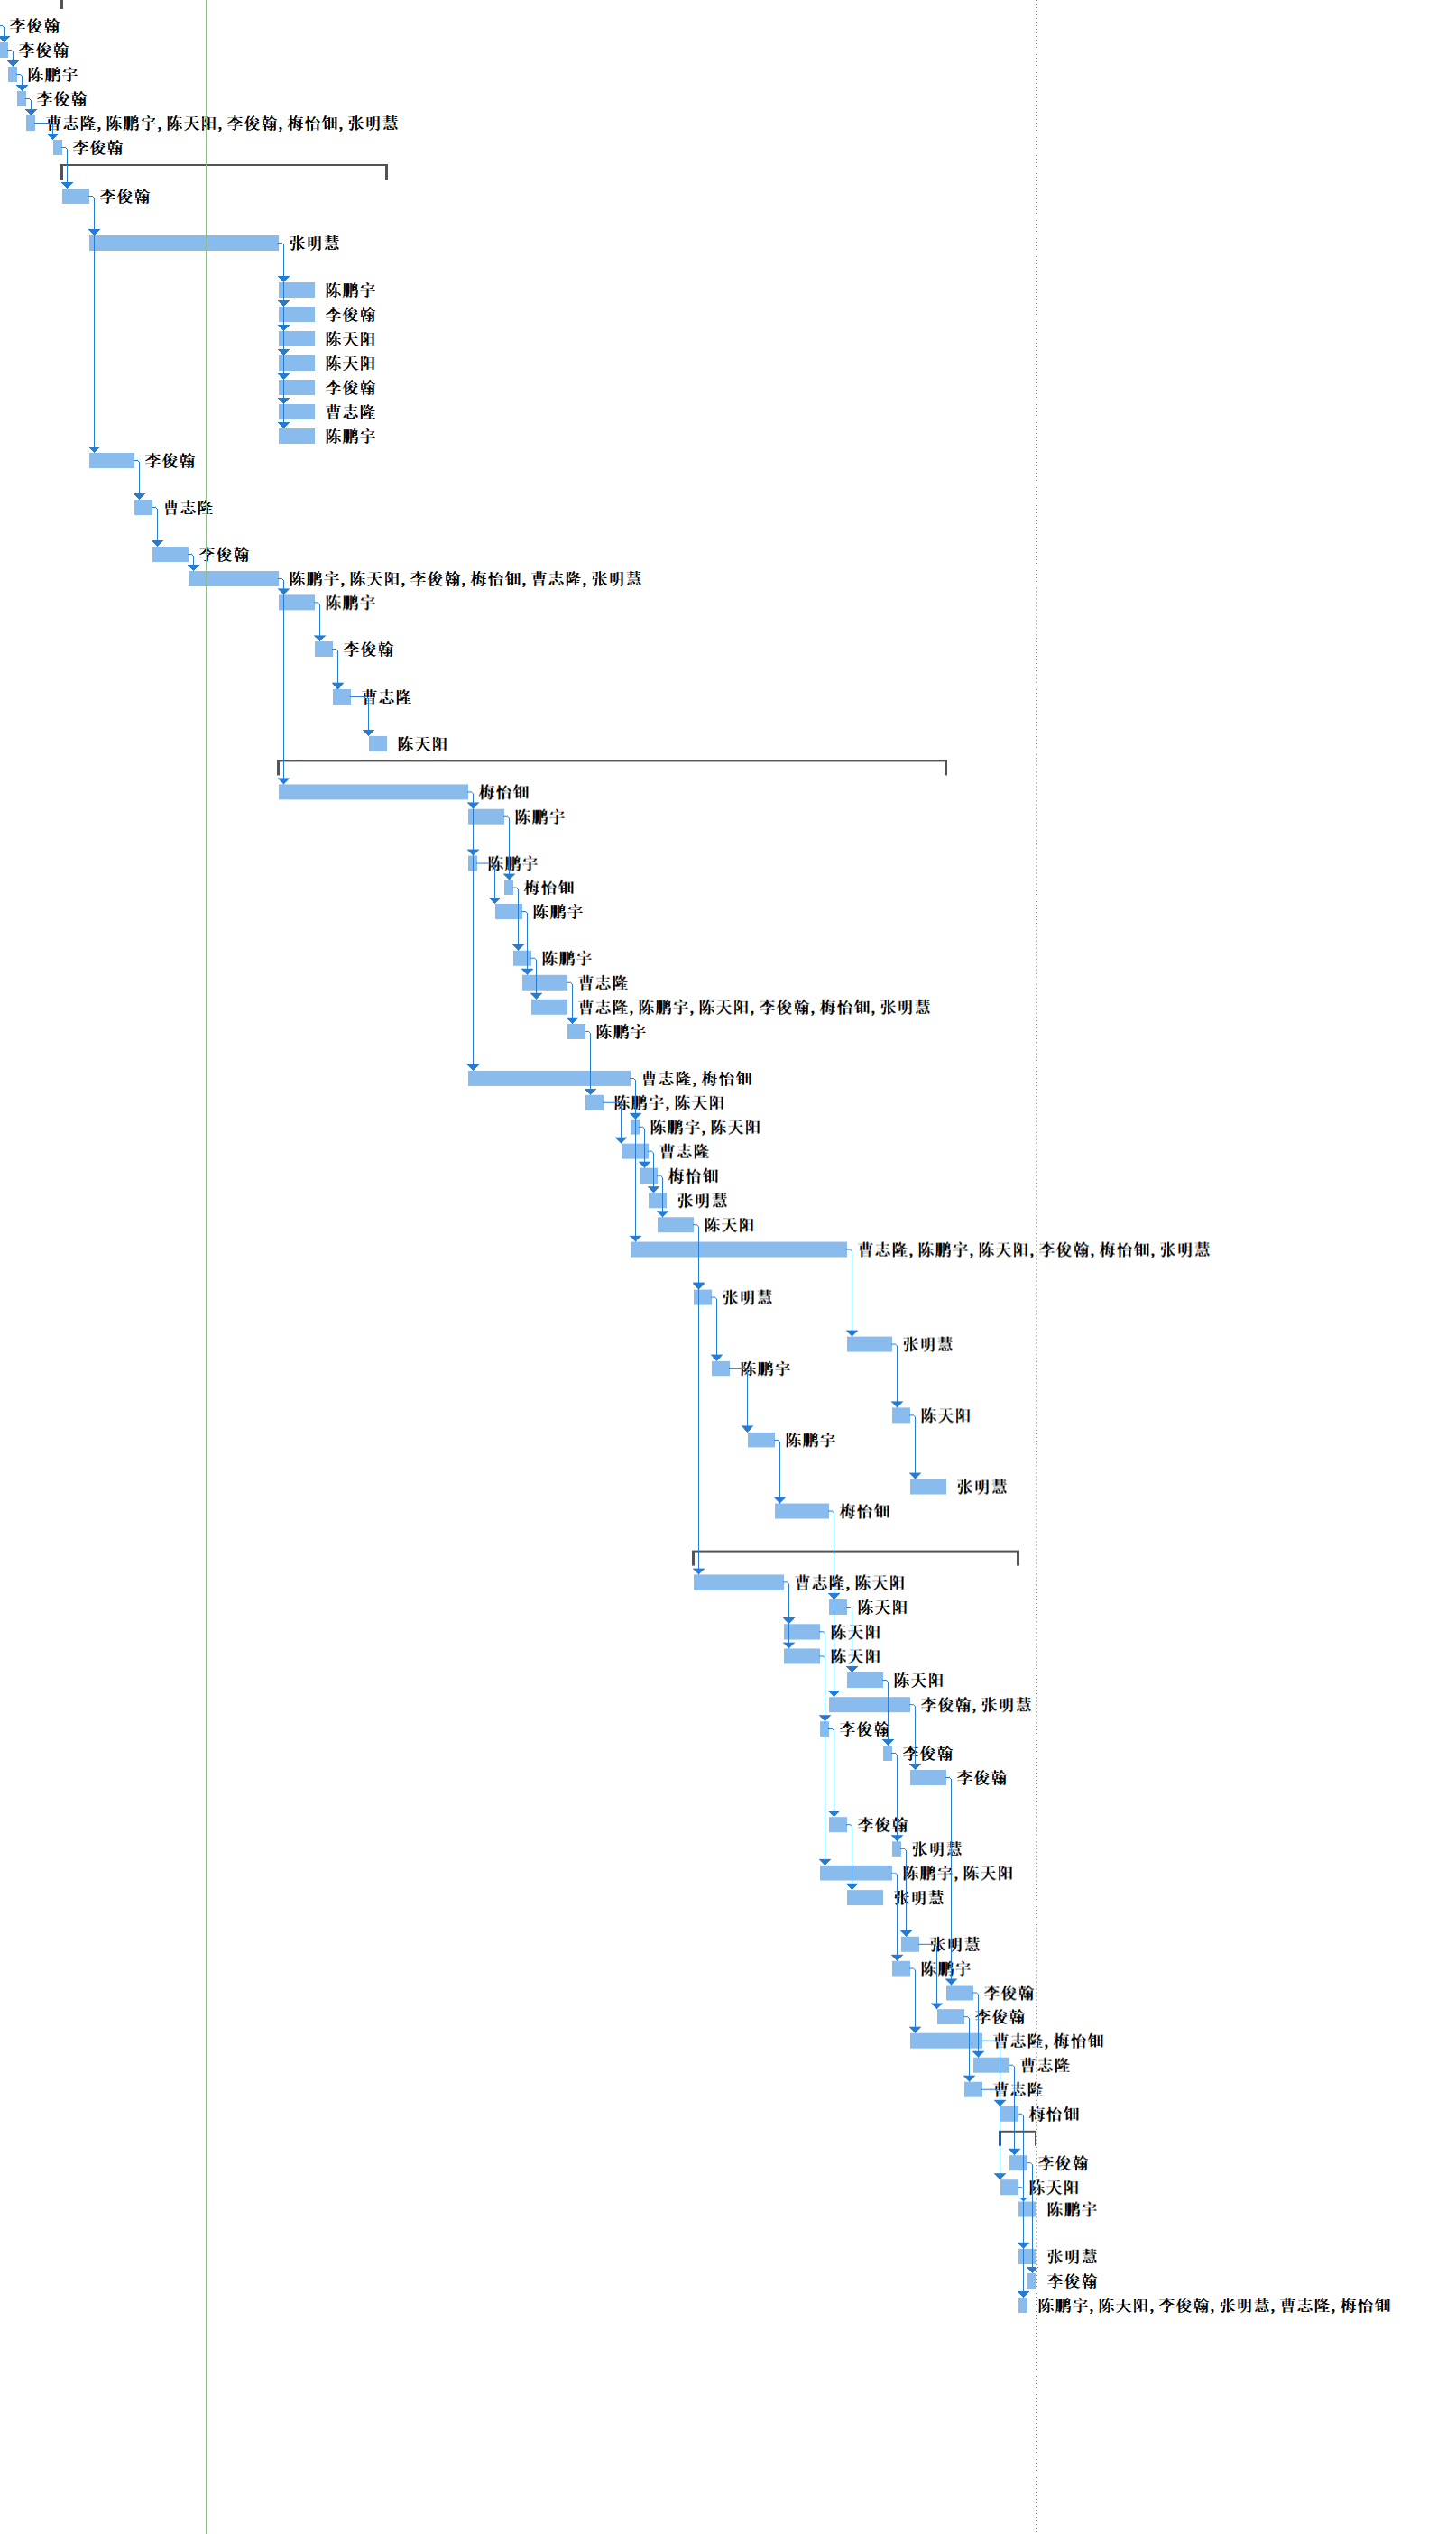 李俊翰
李俊翰
陈鹏宇
李俊翰
曹志隆, 陈鹏宇, 陈天阳, 李俊翰, 梅怡钿, 张明慧
李俊翰
李俊翰
张明慧
陈鹏宇
李俊翰
陈天阳
陈天阳
李俊翰
曹志隆
陈鹏宇
李俊翰
曹志隆
李俊翰
陈鹏宇, 陈天阳, 李俊翰, 梅怡钿, 曹志隆, 张明慧
陈鹏宇
李俊翰
曹志隆
陈天阳
梅怡钿
陈鹏宇
陈鹏宇
梅怡钿
陈鹏宇
陈鹏宇
曹志隆
曹志隆, 陈鹏宇, 陈天阳, 李俊翰, 梅怡钿, 张明慧
陈鹏宇
曹志隆, 梅怡钿
陈鹏宇, 陈天阳
陈鹏宇, 陈天阳
曹志隆
梅怡钿
张明慧
陈天阳
曹志隆, 陈鹏宇, 陈天阳, 李俊翰, 梅怡钿, 张明慧
张明慧
张明慧
陈鹏宇
陈天阳
陈鹏宇
张明慧
梅怡钿
曹志隆, 陈天阳
陈天阳
陈天阳
陈天阳
陈天阳
李俊翰, 张明慧
李俊翰
李俊翰
李俊翰
李俊翰
张明慧
陈鹏宇, 陈天阳
张明慧
张明慧
陈鹏宇
李俊翰
李俊翰
曹志隆, 梅怡钿
曹志隆
曹志隆
梅怡钿
李俊翰
陈天阳
陈鹏宇
张明慧
李俊翰
陈鹏宇, 陈天阳, 李俊翰, 张明慧, 曹志隆, 梅怡钿